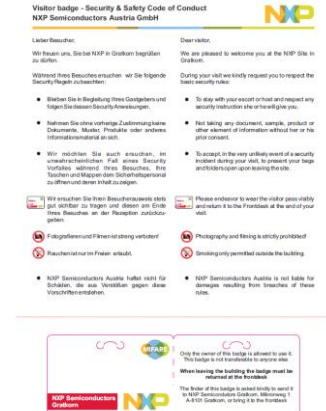 Visitor badge - Security & Safety Code of Conduct
NXP Semiconductors Austria GmbH
NXP
Lieber Besucher,
Wir freuen uns, Sie bei NXP in Gratkorn begrüßen
zu dürfen.
Während Ihres Besuches ersuchen wir Sie folgende
Security Regeln zu beachten:
● Bleiben Sie in Begleitung Ihres Gastgebers und
folgen Sie dessen Security Anweisungen.
● Nehmen Sie ohne vorherige Zustimmung keine
Dokumente, Muster, Produkte oder anderes
Informationsmaterial an sich.
● Wir möchten Sie auch ersuchen, im
unwahrscheinlichen Fall eines Security
Vorfalles während Ihres Besuches, Ihre
Taschen und Mappen dem Sicherheitspersonal
zu öffnen und deren Inhalt zu zeigen.
Wir ersuchen Sie Ihren Besucherausweis stets
gut sichtbar zu tragen und diesen am Ende
Ihres Besuches an der Rezeption zurückzu-
geben.
Fotografieren und Filmen ist streng verboten!
Rauchen ist nur im Freien erlaubt.
● NXP Semiconductors Austria haftet nicht für
Schäden, die aus Verstößen gegen diese
Vorschriften entstehen.
Dear visitor,
We are pleased to welcome you at the NXP Site in
Gratkorn.
During your visit we kindly request you to respect the
basic security rules:
● To stay with your escort or host and respect any
security instruction she or he will give you.
● Not taking any document, sample, product or
other element of information without her or his
prior consent.
● To accept, in the very unlikely event of a security
incident during your visit, to present your bags
and folders open upon leaving the site.
Please endeavor to wear the visitor pass visibly
and return it to the Frontdesk at the end of your
visit.
Photography and filming is strictly prohibited!
Smoking only permitted outside the building.
● NXP Semiconductors Austria is not liable for
damages resulting from breaches of these
rules.
MIFARE
NXP Semiconductors
Gratkorn
NXP
Only the owner of this badge is allowed to use it.
This badge is not transferable to anyone else
When leaving the building the badge must be
returned at the frontdesk
The finder of this badge is asked kindly to send it
to NXP Semiconductors Gratkorn, Mikronweg 1
A-8101 Gratkorn, or bring it to the frontdesk